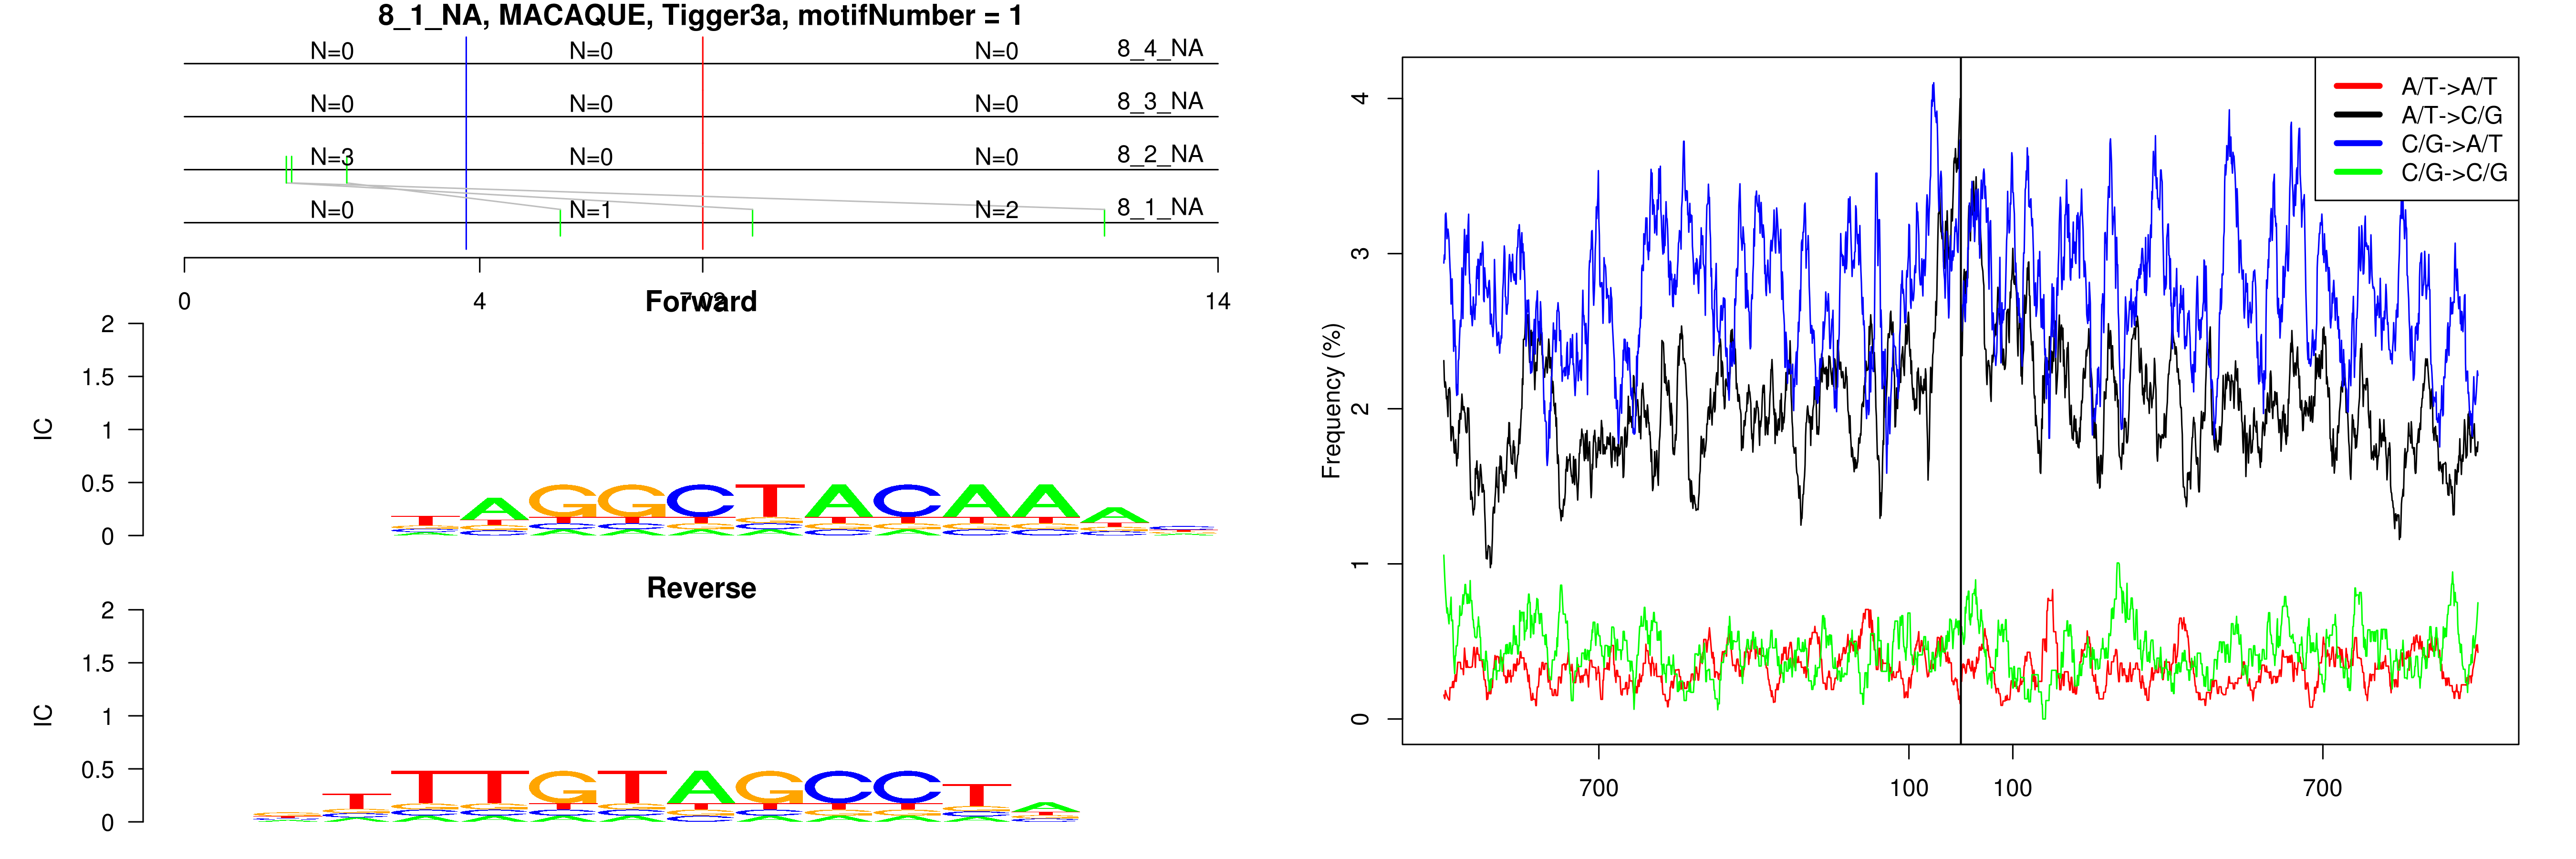 8_1_NA, MACAQUE, Tigger3a, motifNumber = 1
N=0 N=0 N=0 8_4_NA
N=0 N=0 N=0 8_3_NA
N=3 N=0 N=0 8_2_NA
N=0 N=1 N=2 8_1_NA
0 4 14
Forward
IC
2
1.5
1
0.5
0
TAGGCTACAAA
Reverse
IC
2
1.5
1
0.5
0
TTTGTAGCCTA
Frequency (%)
4
3
2
1
0
A/T->A/T
A/T->C/G
C/G->A/T
C/G->C/G
700 100 100 700